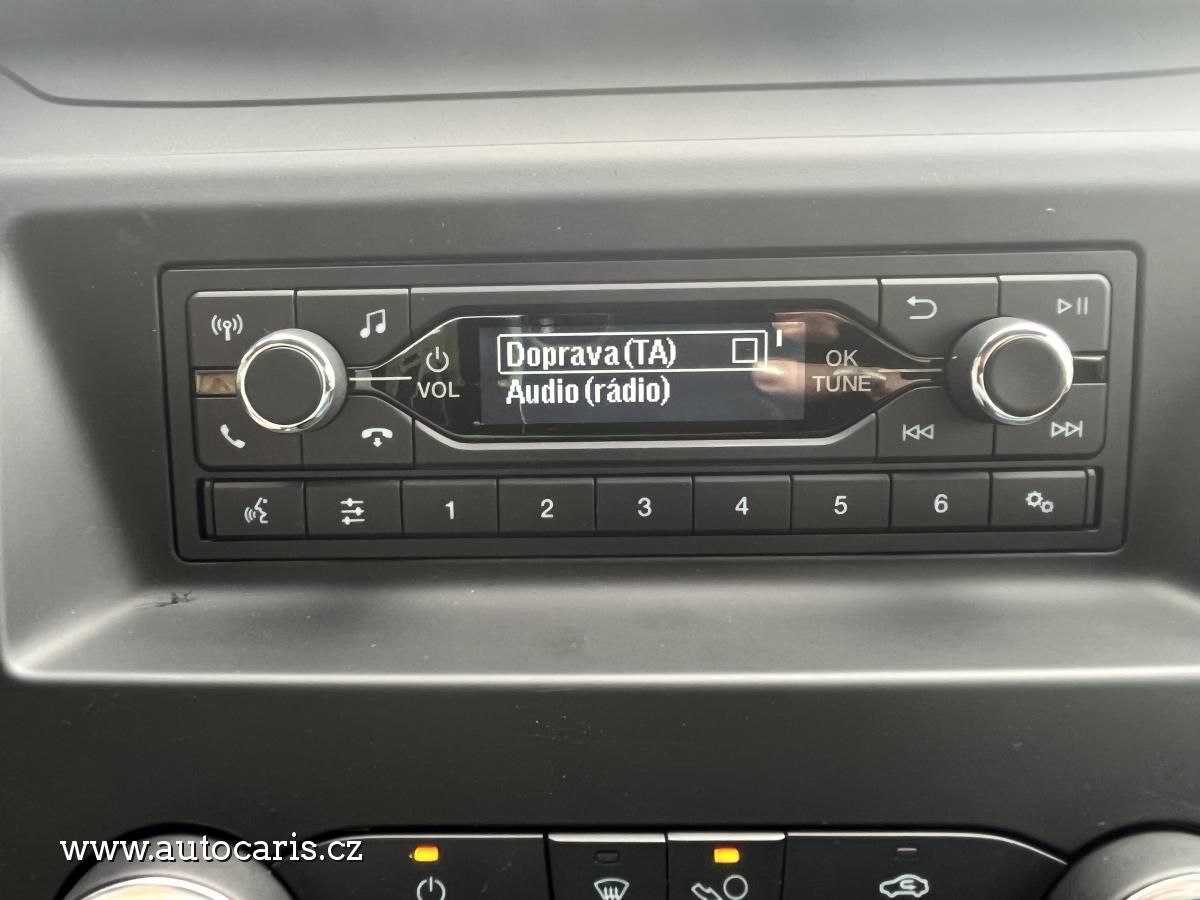 Doprava (TA)
Audio (rádio)
VOL
OK
TUNE
1 2 3 4 5 6
www.autocaris.cz